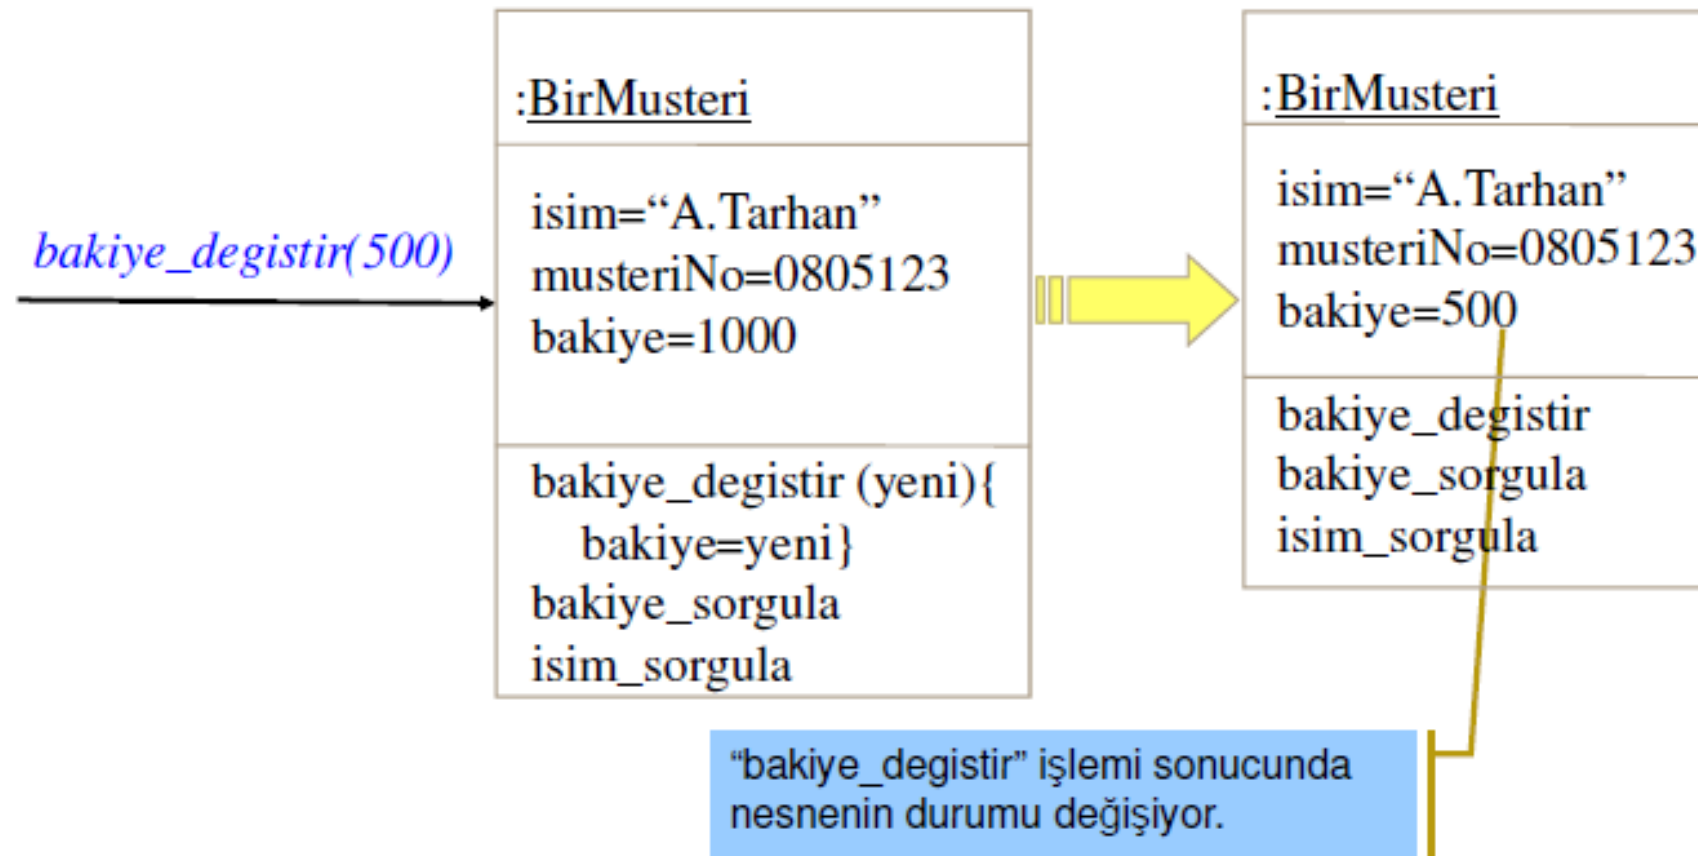 bakiye_degistir(500)
:BirMusteri
isim=“A.Tarhan”
musteriNo=0805123
bakiye=1000
bakiye_degistir (yeni){
bakiye=yeni}
bakiye_sorgula
isim_sorgula
:BirMusteri
isim=“A.Tarhan”
musteriNo=0805123
bakiye=500
bakiye_degistir
bakiye_sorgula
isim_sorgula
“bakiye_degistir” işlemi sonucunda
nesnenin durumu değişiyor.